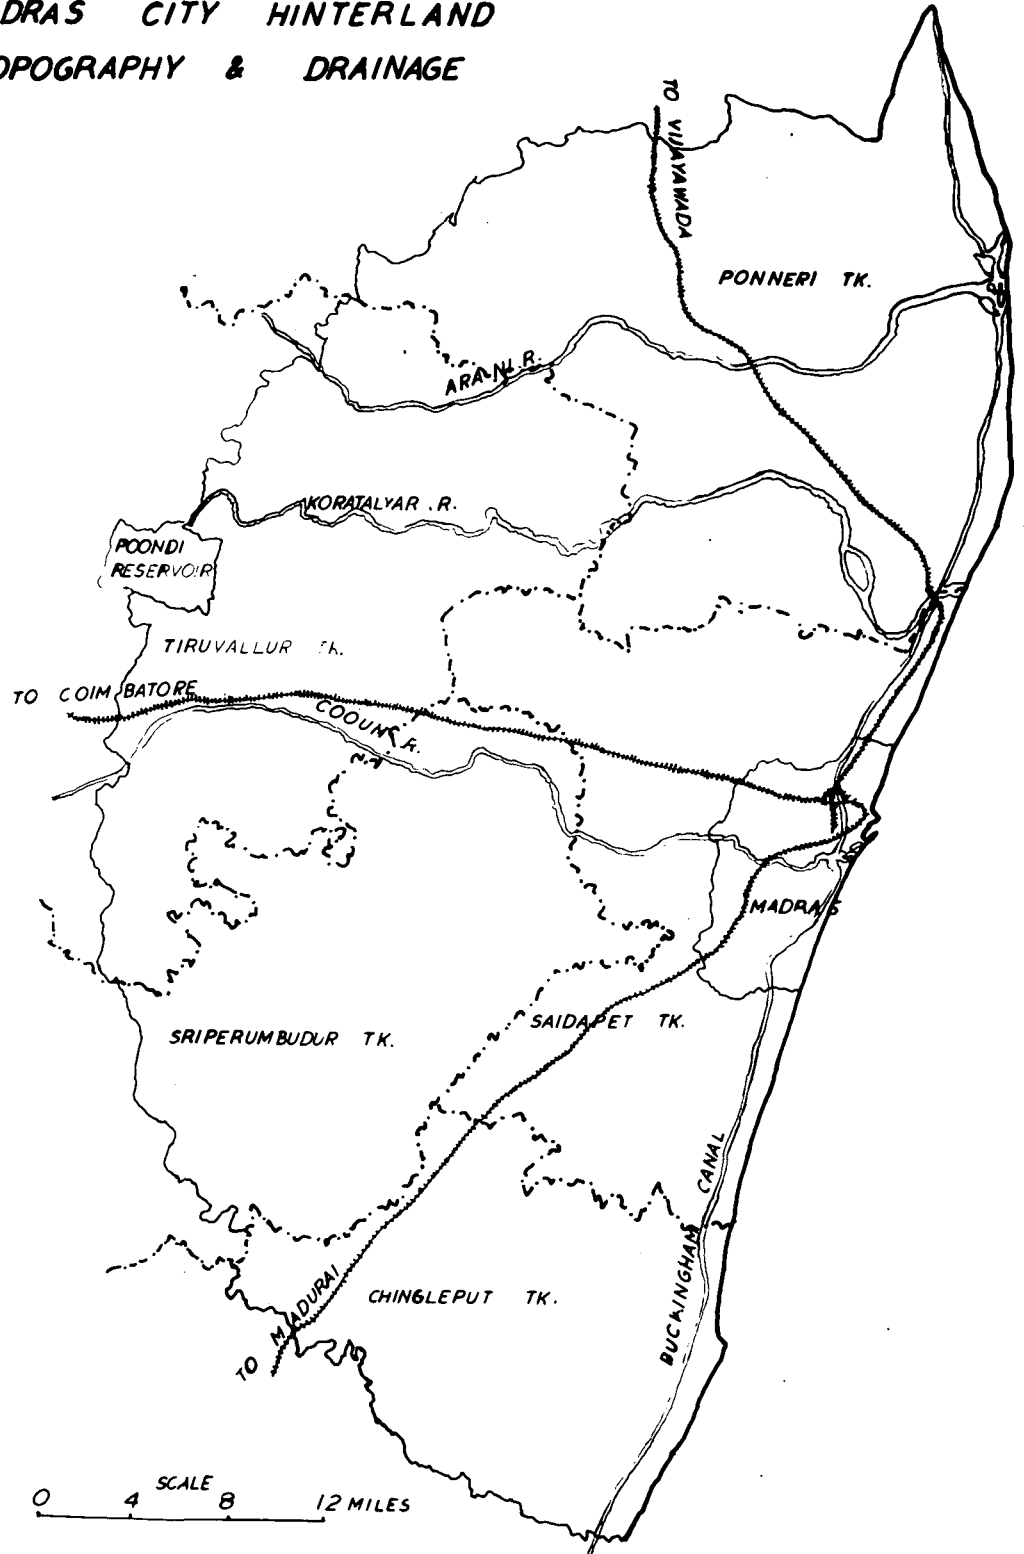 DRAS CITY HINTERLAND
OPOGRAPHY & DRAINAGE
TO VIJAYAWADA
PONNERI TK.
ARANI R.
KORATALYAR .R.
POONDI
RESERVOIR
TIRUVALLUR TK.
TO COIMBATORE
COOUM R.
MADRAS
SRIPERUMBUDUR TK.
SAIDAPET TK.
BUCKINGHAM CANAL
CHINGLEPUT TK.
TO MADURAI
SCALE
0 4 8 12 MILES